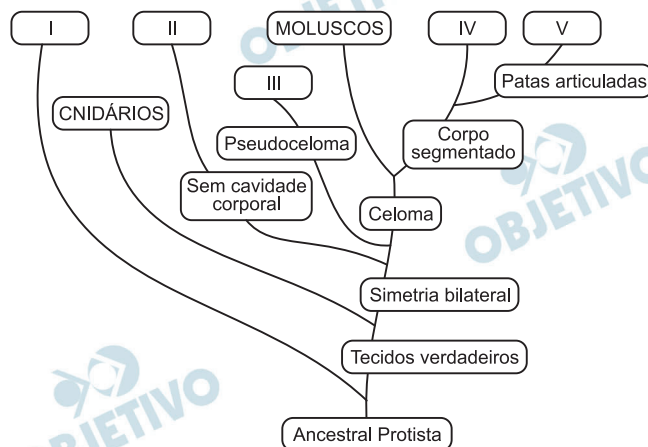 I
II
MOLUSCOS
IV
V
III
Patas articuladas
CNIDÁRIOS
Pseudoceloma
Corpo
segmentado
Sem cavidade
corporal
Celoma
Simetria bilateral
Tecidos verdadeiros
Ancestral Protista
OBJETIVO
OBJETIVO
OBJETIVO